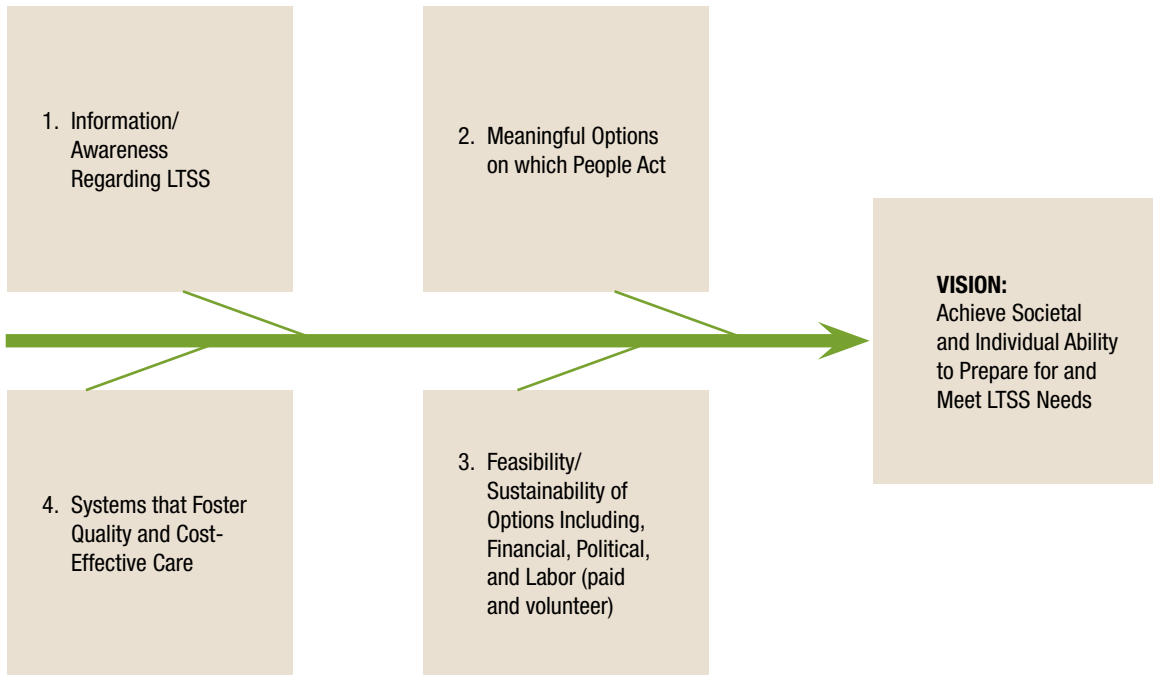 1. Information/
Awareness
Regarding LTSS
2. Meaningful Options
on which People Act
VISION:
Achieve Societal
and Individual Ability
to Prepare for and
Meet LTSS Needs
4. Systems that Foster
Quality and Cost-
Effective Care
3. Feasibility/
Sustainability of
Options Including,
Financial, Political,
and Labor (paid
and volunteer)